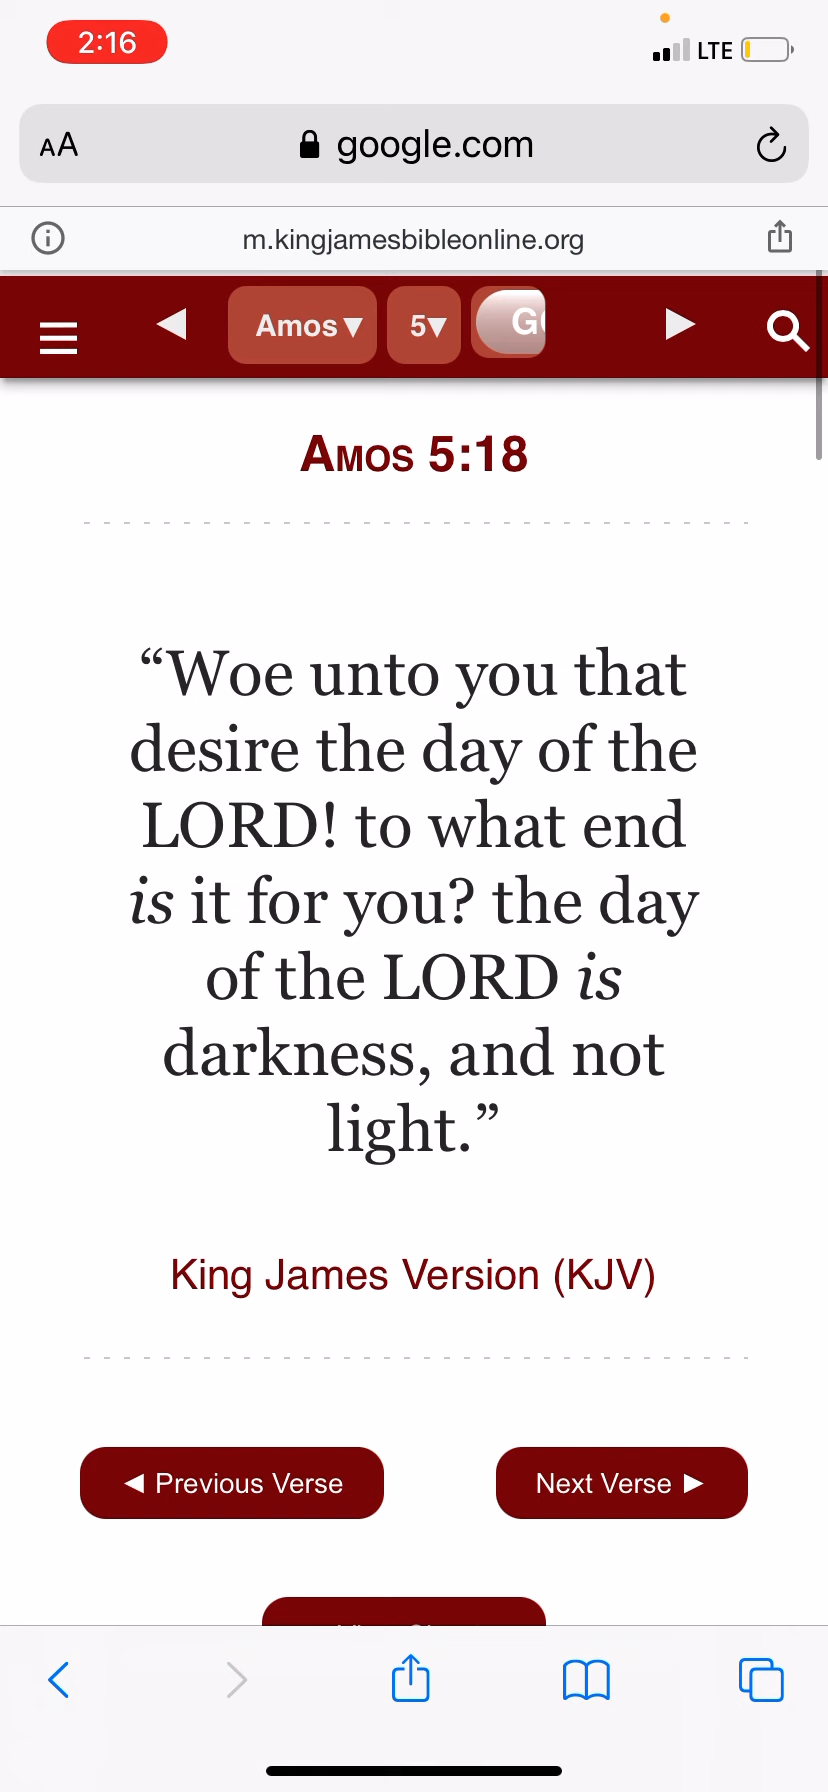 2:16
LTE
AA google.com
m.kingjamesbibleonline.org
Amos▼ 5▼
AMOS 5:18
“Woe unto you that
desire the day of the
LORD! to what end
is it for you? the day
of the LORD is
darkness, and not
light.”
King James Version (KJV)
◀ Previous Verse Next Verse ▶